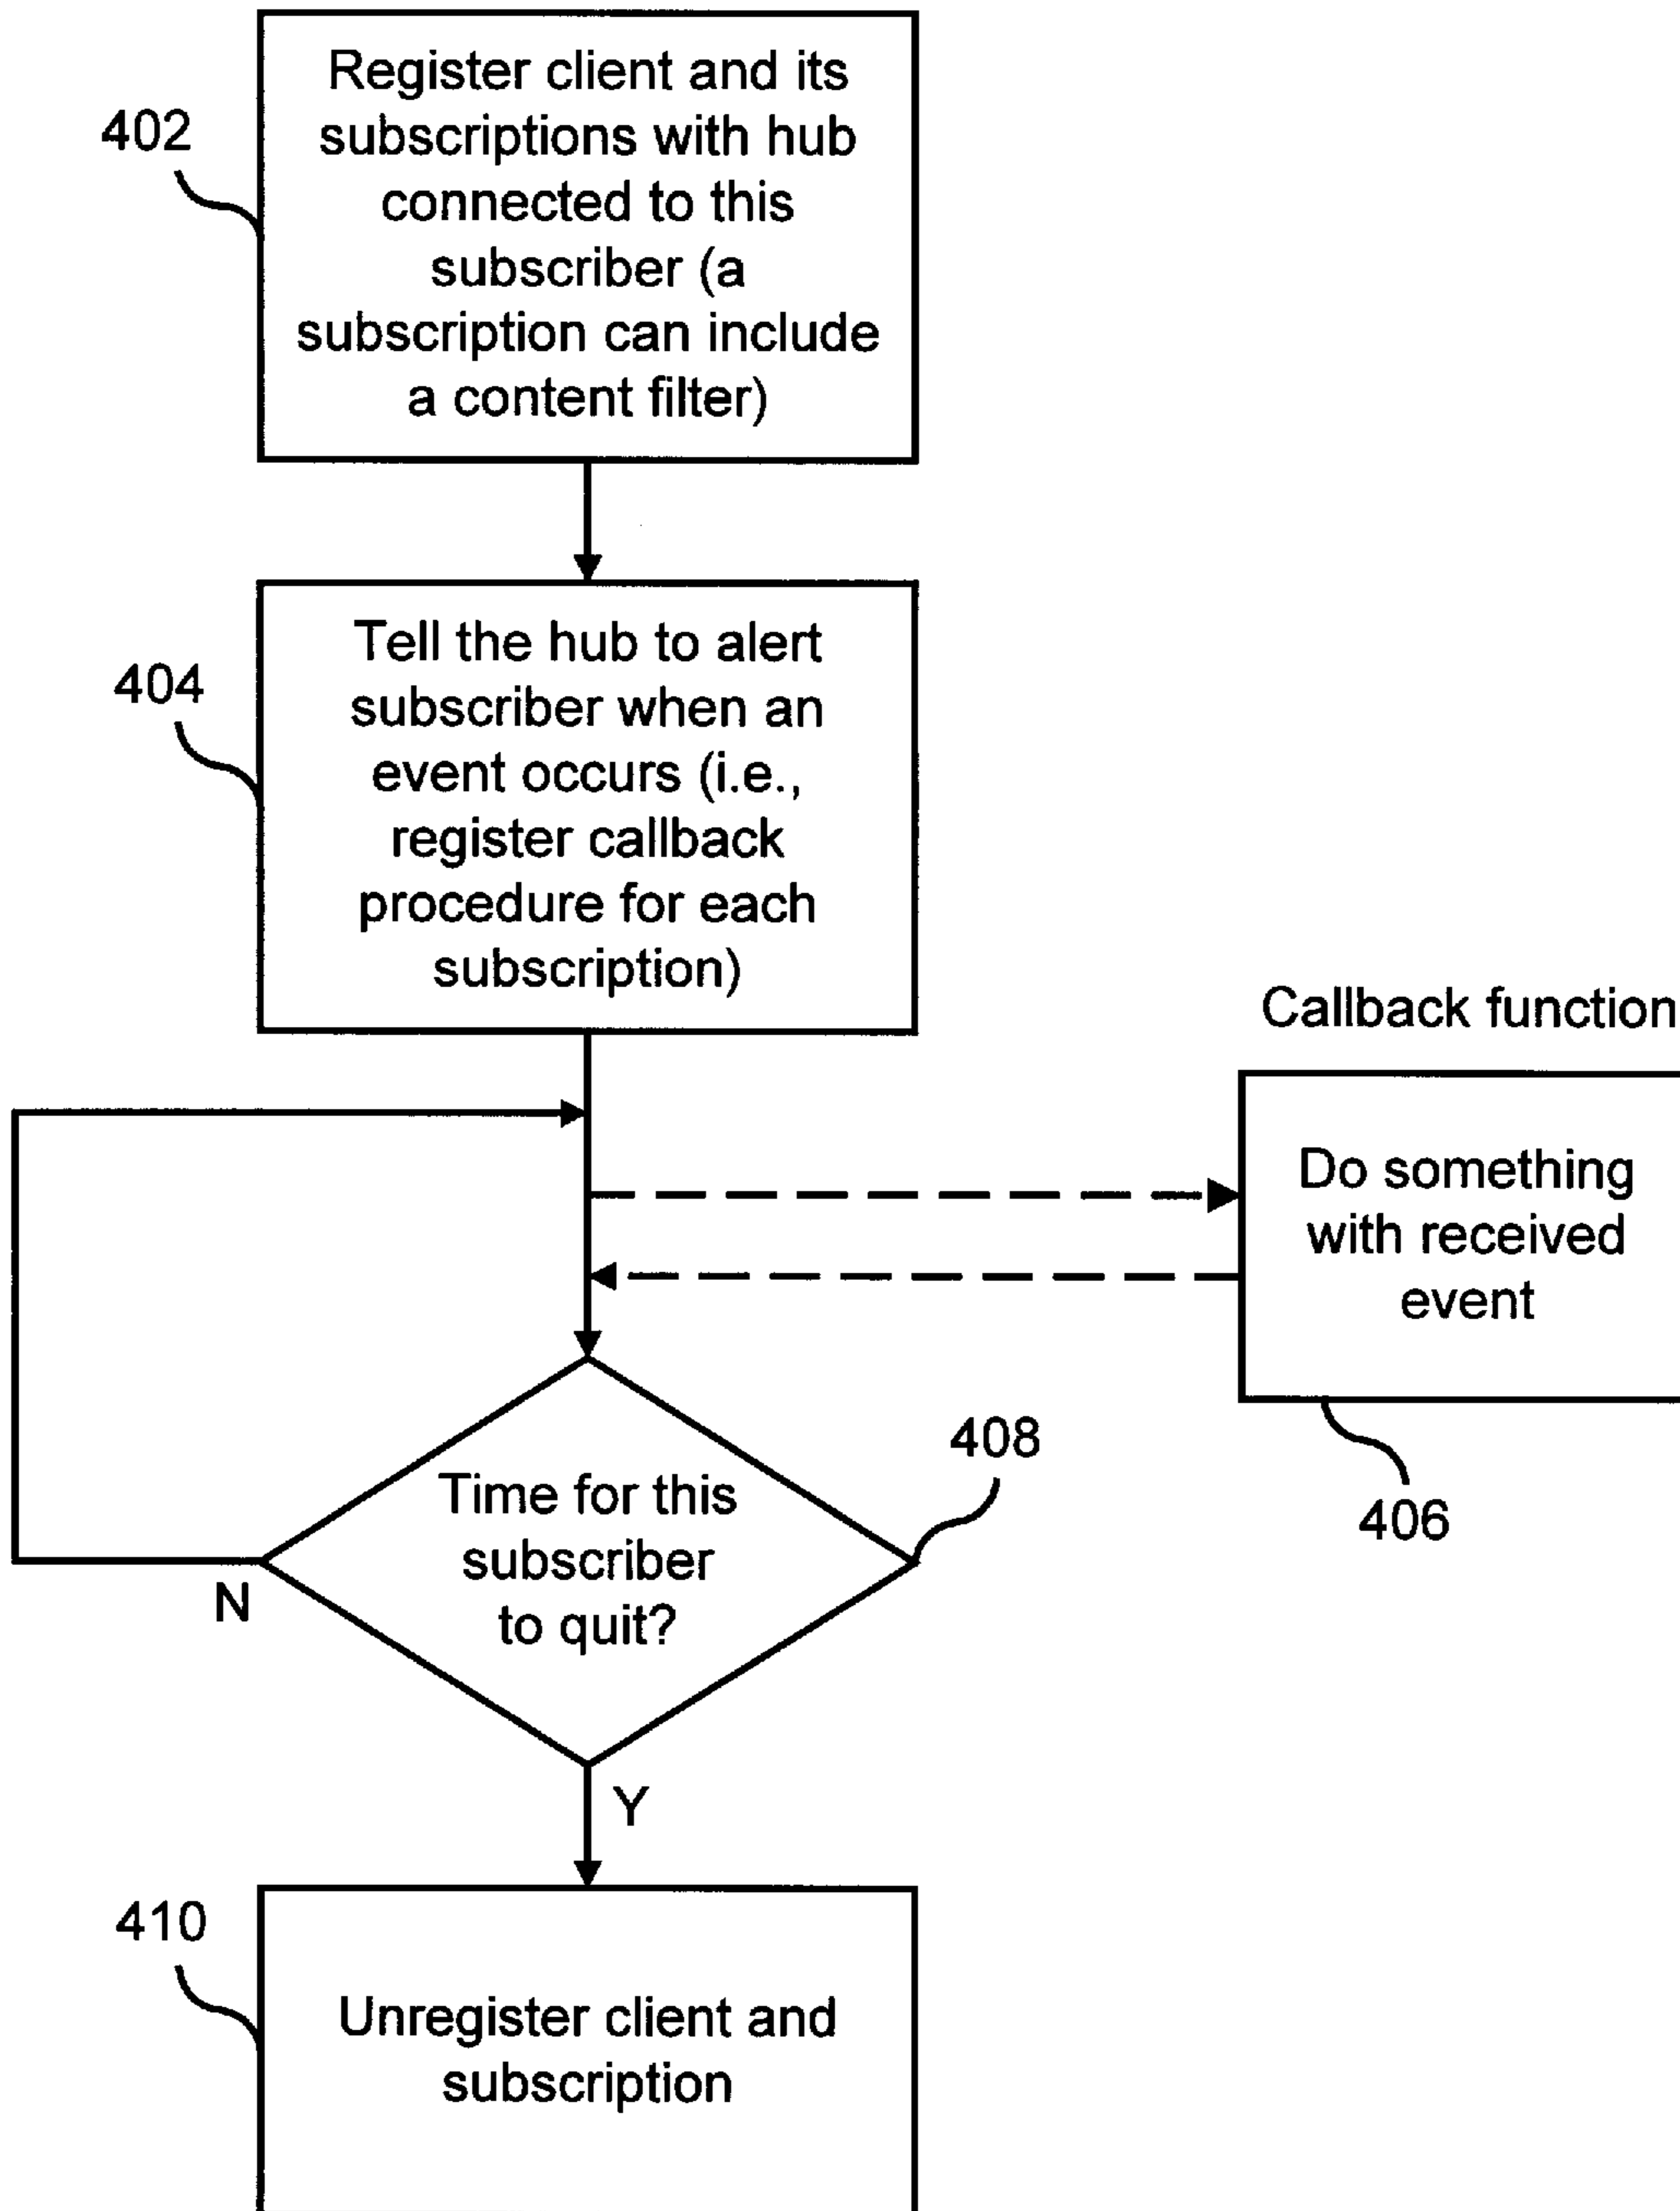 402
Register client and its
subscriptions with hub
connected to this
subscriber (a
subscription can include
a content filter)
404
Tell the hub to alert
subscriber when an
event occurs (i.e.,
register callback
procedure for each
subscription)
Callback function
Do something
with received
event
406
408
Time for this
subscriber
to quit?
N
Y
410
Unregister client and
subscription